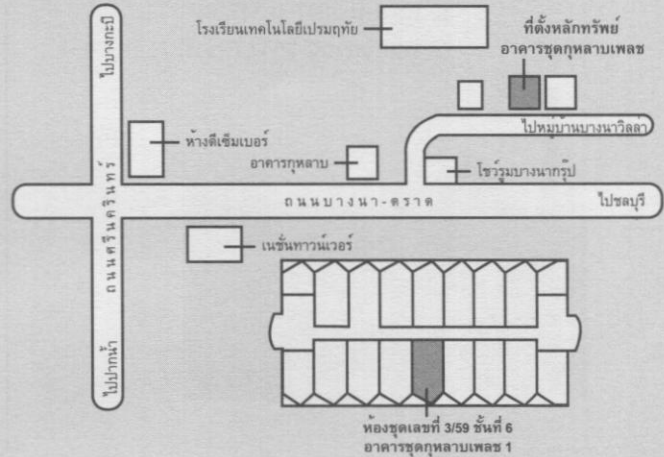 โรงเรียนเทคโนโลยีเปรมฤทัย
ที่ตั้งหลักทรัพย์
อาคารชุดกุหลาบเพลซ
ไปบางกะปิ
ไปหมู่บ้านบางนาวิลล่า
ห้างดีเซ็มเบอร์
อาคารกุหลาบ
โชว์รูมบางนากรุ๊ป
ถนนบางนา-ตราด
ไปชลบุรี
ถนนศรีนครินทร์
เนชั่นทาวน์เวอร์
ไปปากน้ำ
ห้องชุดเลขที่ 3/59 ชั้นที่ 6
อาคารชุดกุหลาบเพลซ 1